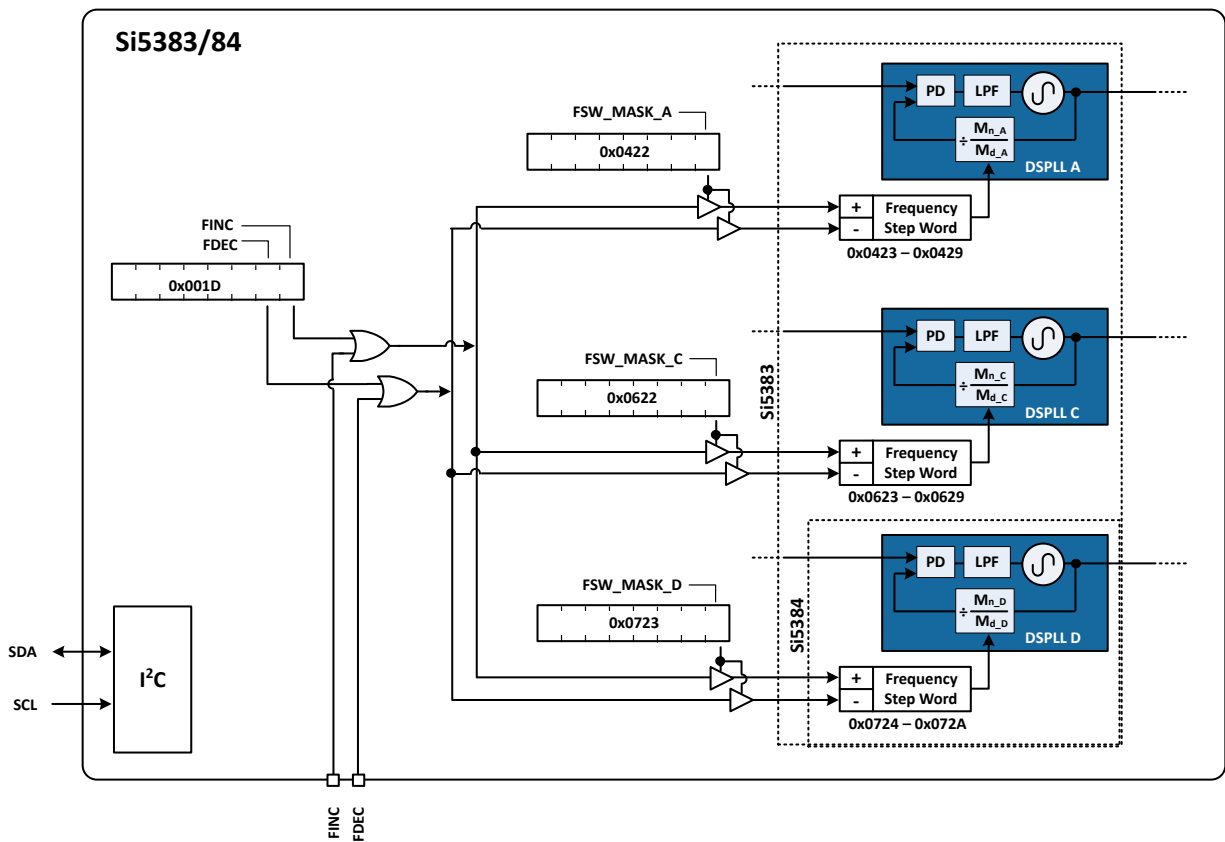 Si5383/84
PD
LPF
÷
Mn_A
Md_A
DSPLL A
FSW_MASK_A
0x0422
+
-
Frequency
Step Word
0x0423 – 0x0429
FINC
FDEC
0x001D
PD
LPF
÷
Mn_C
Md_C
DSPLL C
FSW_MASK_C
0x0622
Si5383
+
-
Frequency
Step Word
0x0623 – 0x0629
PD
LPF
÷
Mn_D
Md_D
DSPLL D
FSW_MASK_D
0x0723
Si5384
+
-
Frequency
Step Word
0x0724 – 0x072A
SDA
SCL
I²C
FINC
FDEC